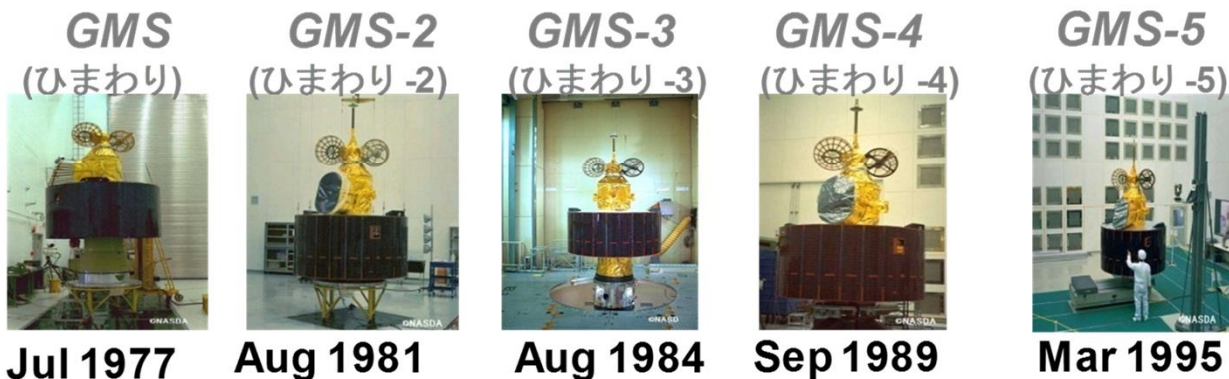 GMS
(ひまわり)
©NASDA
Jul 1977
GMS-2
(ひまわり -2)
©NASDA
Aug 1981
GMS-3
(ひまわり -3)
©NASD
Aug 1984
GMS-4
(ひまわり -4)
©NASDA
Sep 1989
GMS-5
(ひまわり -5)
©NASDA
Mar 1995